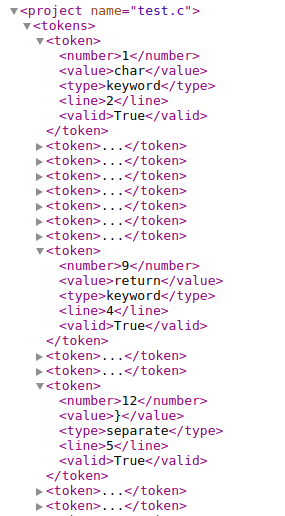 <project name="test.c">
<tokens>
<token>
<number>1</number>
<value>char</value>
<type>keyword</type>
<line>2</line>
<valid>True</valid>
</token>
<token>...</token>
<token>...</token>
<token>...</token>
<token>...</token>
<token>...</token>
<token>...</token>
<token>...</token>
<token>
<number>9</number>
<value>return</value>
<type>keyword</type>
<line>4</line>
<valid>True</valid>
</token>
<token>...</token>
<token>...</token>
<token>
<number>12</number>
<value>}</value>
<type>separate</type>
<line>5</line>
<valid>True</valid>
</token>
<token>...</token>
<token>...</token>